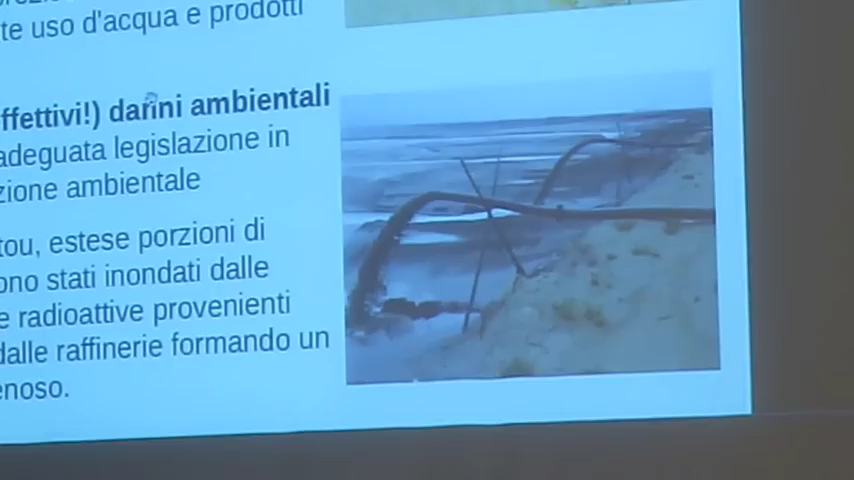 te uso d'acqua e prodotti
ffettivi!) danni ambientali
adeguata legislazione in
zione ambientale
tou, estese porzioni di
ono stati inondati dalle
e radioattive provenienti
dalle raffinerie formando un
enoso.